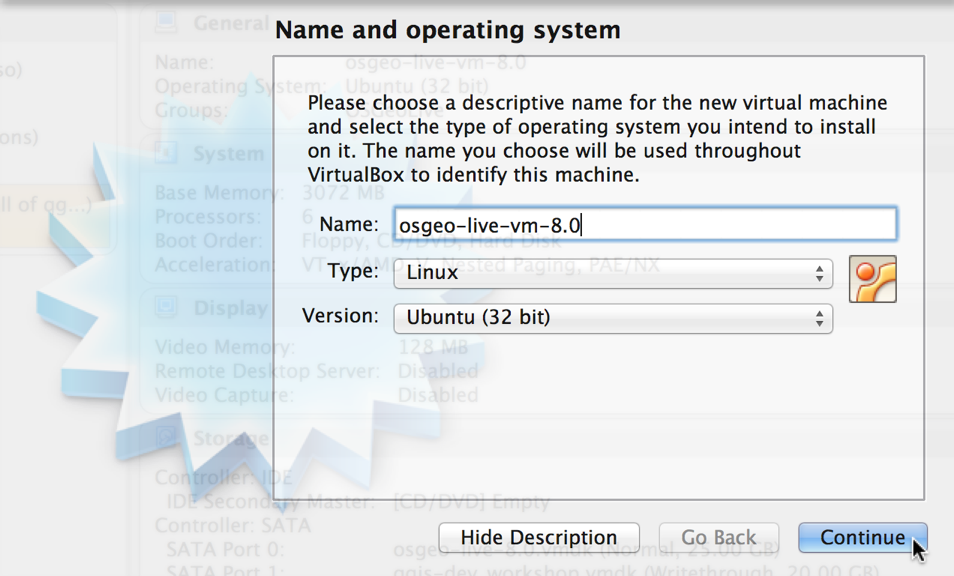 Name and operating system
Please choose a descriptive name for the new virtual machine
and select the type of operating system you intend to install
on it. The name you choose will be used throughout
VirtualBox to identify this machine.
Name: osgeo-live-vm-8.0
Type: Linux
Version: Ubuntu (32 bit)
Hide Description Go Back Continue
General
Name: osgeo-live-vm-8.0
Operating System: Ubuntu (32 bit)
Groups: OSGeoLive
System
Base Memory: 3072 MB
Processors: 6
Boot Order: Floppy, CD/DVD, Hard Disk
Acceleration: VT-x/AMD-V, Nested Paging, PAE/NX
Display
Video Memory: 128 MB
Remote Desktop Server: Disabled
Video Capture: Disabled
Storage
Controller: IDE
IDE Secondary Master: [CD/DVD] Empty
Controller: SATA
SATA Port 0: osgeo-live-8.0.vmdk (Normal, 25.00 GB)
SATA Port 1: qgis-dev_workshop.vmdk (Writethrough, 20.00 GB)